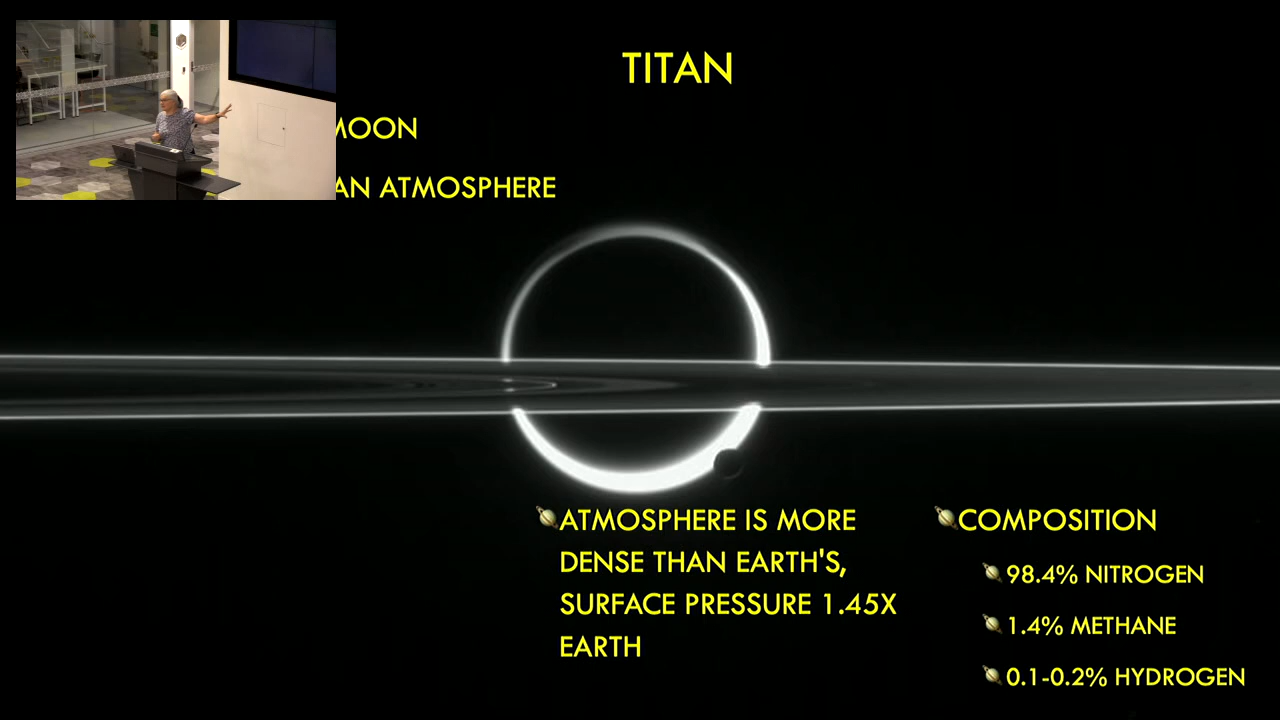 TITAN
MOON
AN ATMOSPHERE
ATMOSPHERE IS MORE
DENSE THAN EARTH'S,
SURFACE PRESSURE 1.45X
EARTH
COMPOSITION
98.4% NITROGEN
1.4% METHANE
0.1-0.2% HYDROGEN